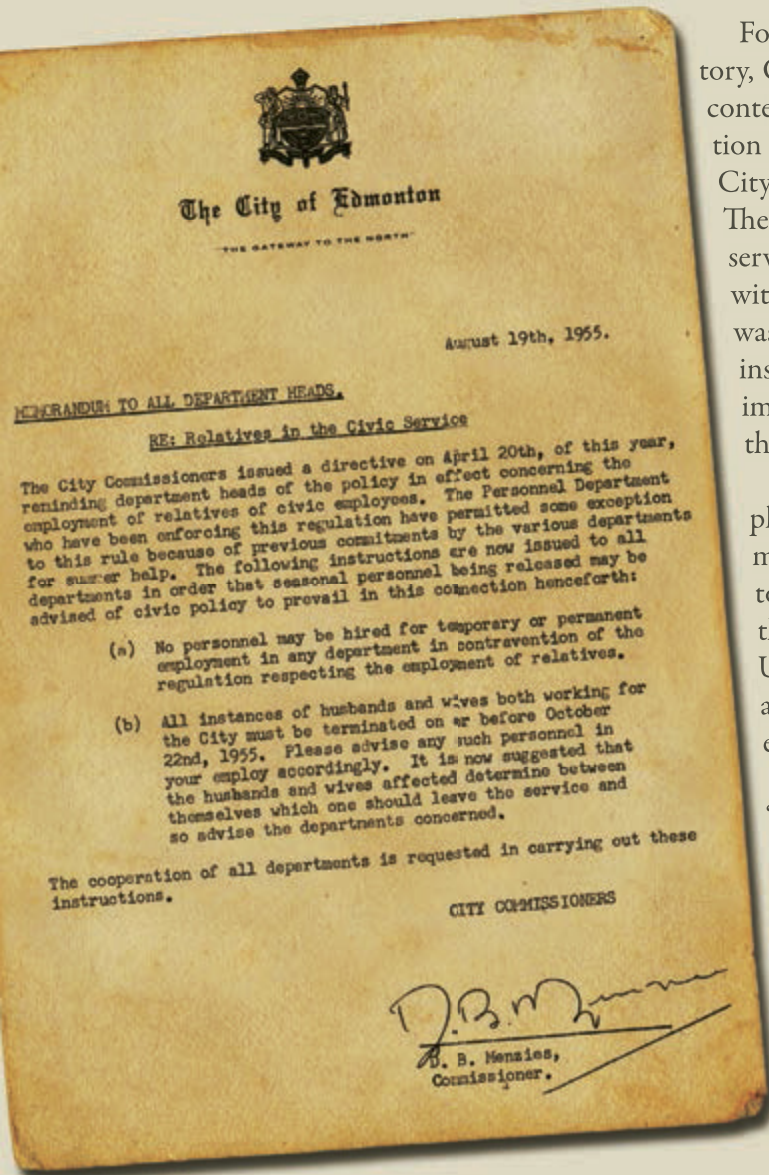 The City of Edmonton
"THE GATEWAY TO THE NORTH"
August 19th, 1955.
MEMORANDUM TO ALL DEPARTMENT HEADS.
RE: Relatives in the Civic Service
The City Commissioners issued a directive on April 20th, of this year,
reminding department heads of the policy in effect concerning the
employment of relatives of civic employees. The Personnel Department
who have been enforcing this regulation have permitted some exception
to this rule because of previous commitments by the various departments
for summer help. The following instructions are now issued to all
departments in order that seasonal personnel being released may be
advised of civic policy to prevail in this connection henceforth:
(a) No personnel may be hired for temporary or permanent
employment in any department in contravention of the
regulation respecting the employment of relatives.
(b) All instances of husbands and wives both working for
the City must be terminated on or before October
22nd, 1955. Please advise any such personnel in
your employ accordingly. It is now suggested that
the husbands and wives affected determine between
themselves which one should leave the service and
so advise the departments concerned.
The cooperation of all departments is requested in carrying out these
instructions.
CITY COMMISSIONERS
D. B. Menzies
D. B. Menzies,
Commissioner.
Fo
tory, C
conte
tion
City
The
serv
wit
was
ins
im
th
pl
m
to
t
U
a
e